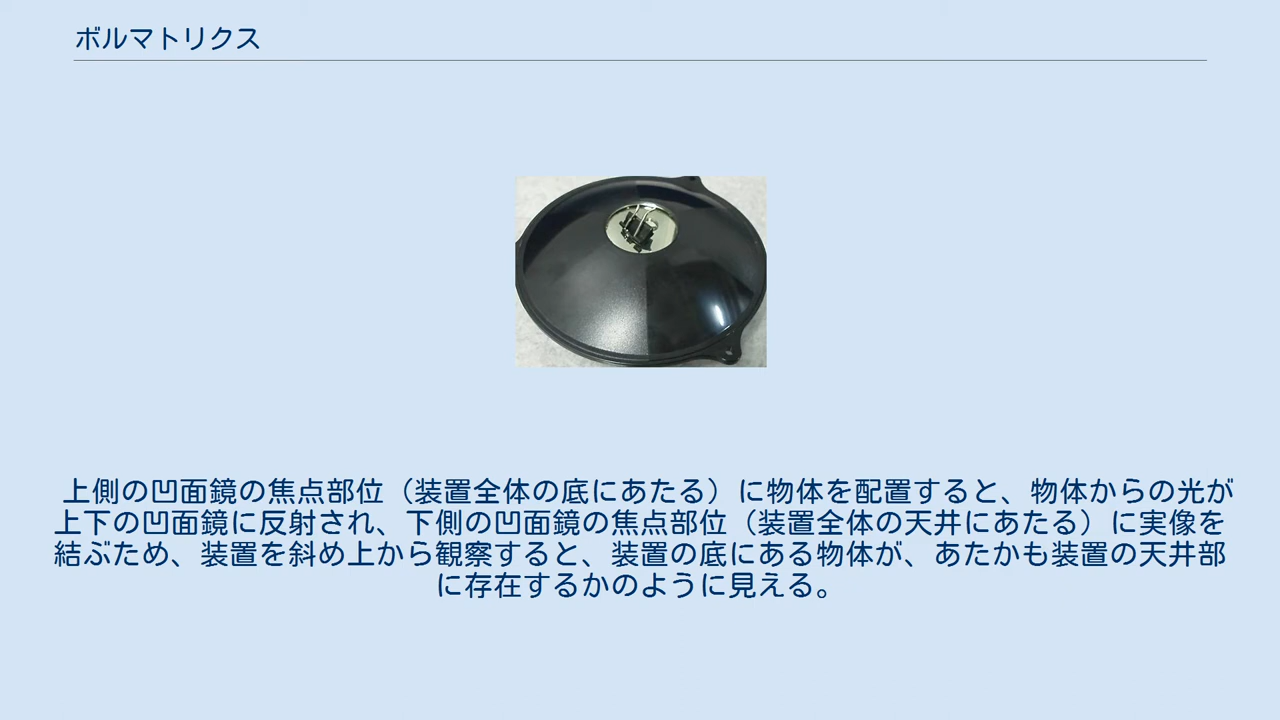 ボルマトリクス
上側の凹面鏡の焦点部位（装置全体の底にあたる）に物体を配置すると、物体からの光が
上下の凹面鏡に反射され、下側の凹面鏡の焦点部位（装置全体の天井にあたる）に実像を
結ぶため、装置を斜め上から観察すると、装置の底にある物体が、あたかも装置の天井部
に存在するかのように見える。